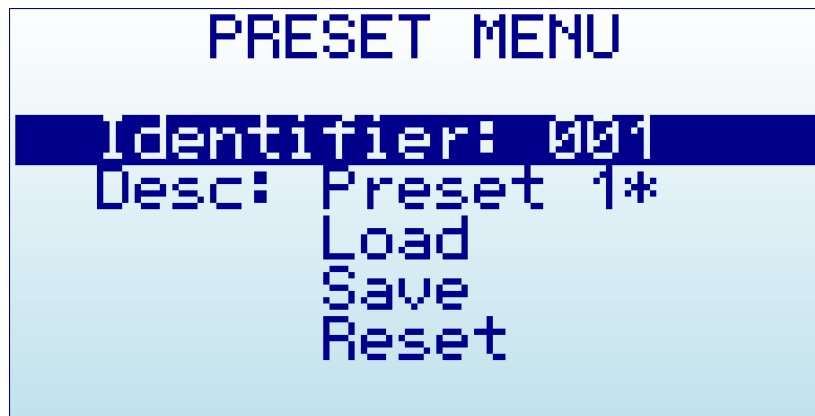 PRESET MENU
Identifier: 001
Desc: Preset 1*
Load
Save
Reset